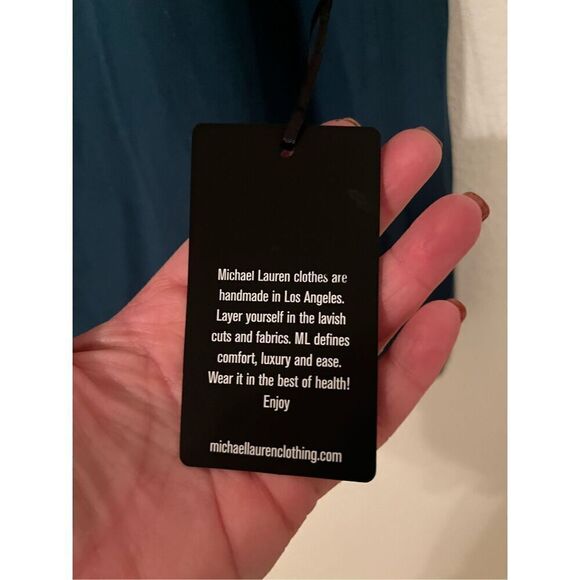 Michael Lauren clothes are
handmade in Los Angeles.
Layer yourself in the lavish
cuts and fabrics. ML defines
comfort, luxury and ease.
Wear it in the best of health!
Enjoy
michaellaurenclothing.com